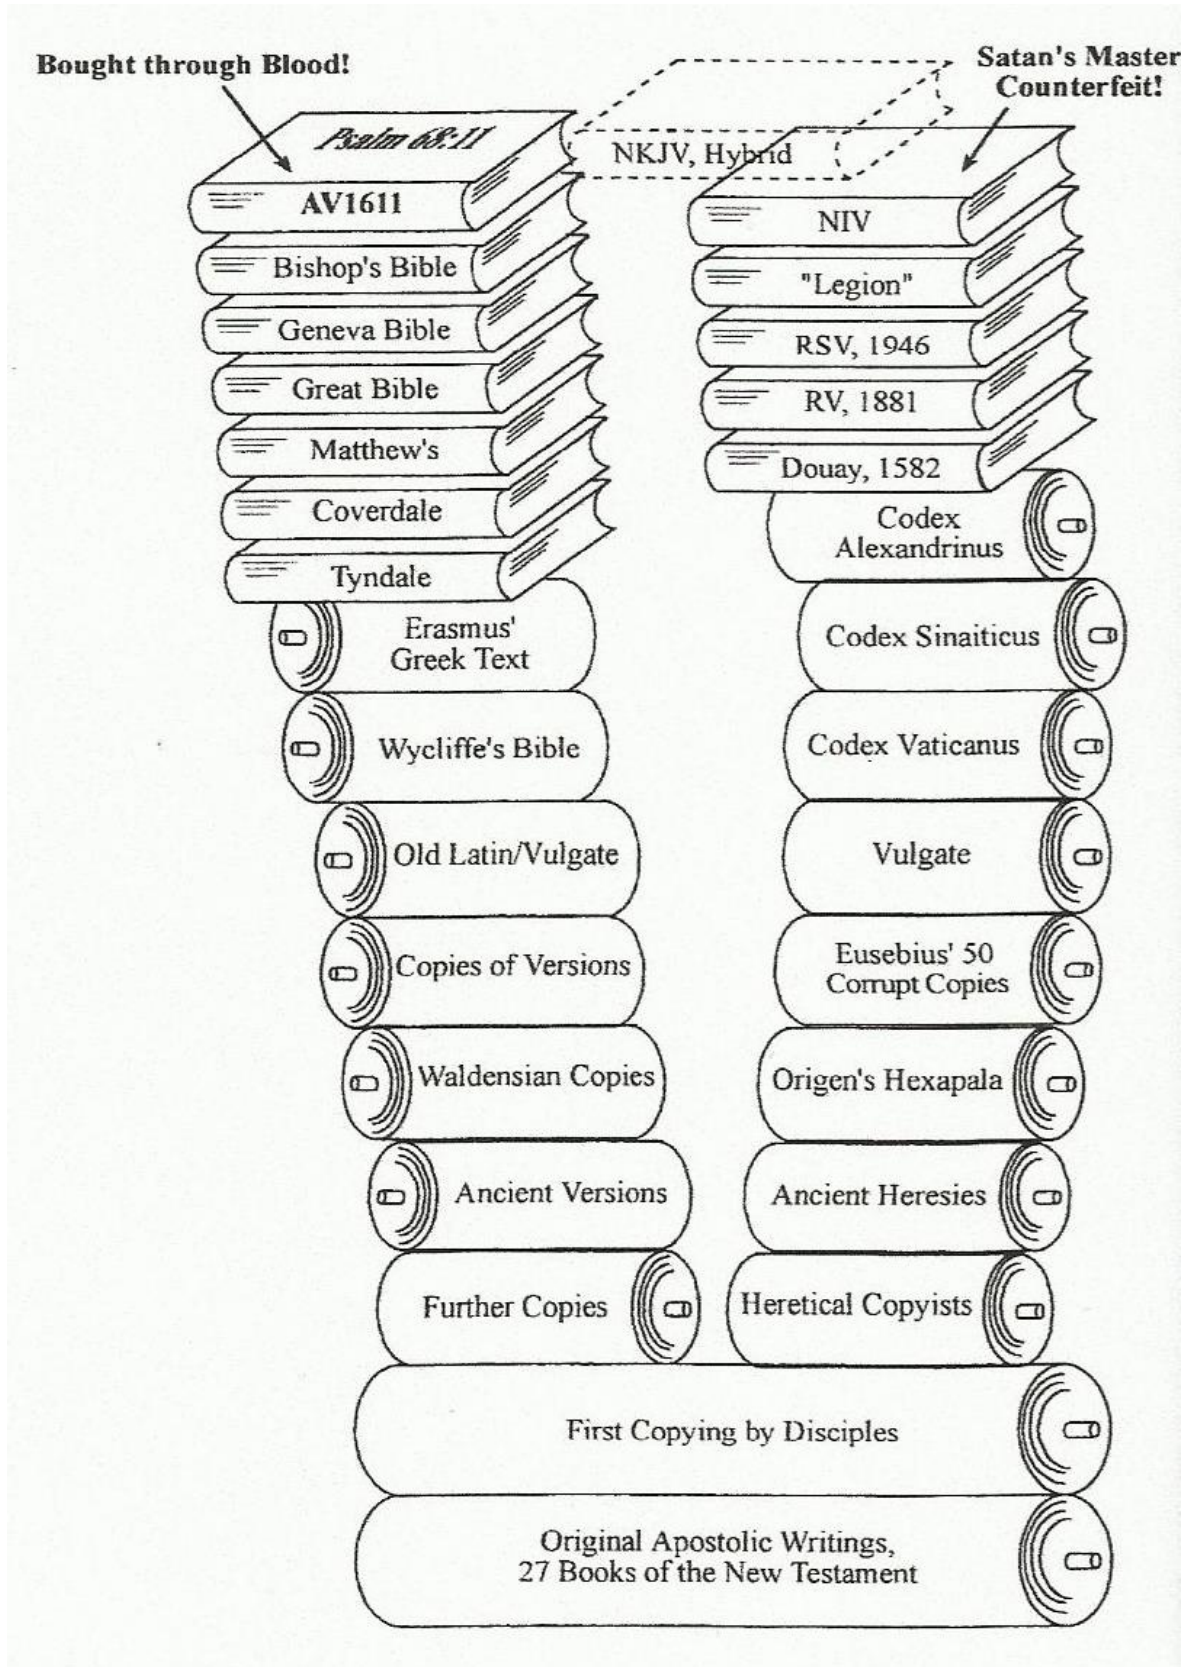 Bought through Blood!
Psalm 68:11
AV1611
Bishop's Bible
Geneva Bible
Great Bible
Matthew's
Coverdale
Tyndale
Erasmus'
Greek Text
Wycliffe's Bible
Old Latin/Vulgate
Copies of Versions
Waldensian Copies
Ancient Versions
Further Copies
NKJV, Hybrid
Satan's Master
Counterfeit!
NIV
"Legion"
RSV, 1946
RV, 1881
Douay, 1582
Codex
Alexandrinus
Codex Sinaiticus
Codex Vaticanus
Vulgate
Eusebius' 50
Corrupt Copies
Origen's Hexapala
Ancient Heresies
Heretical Copyists
First Copying by Disciples
Original Apostolic Writings,
27 Books of the New Testament